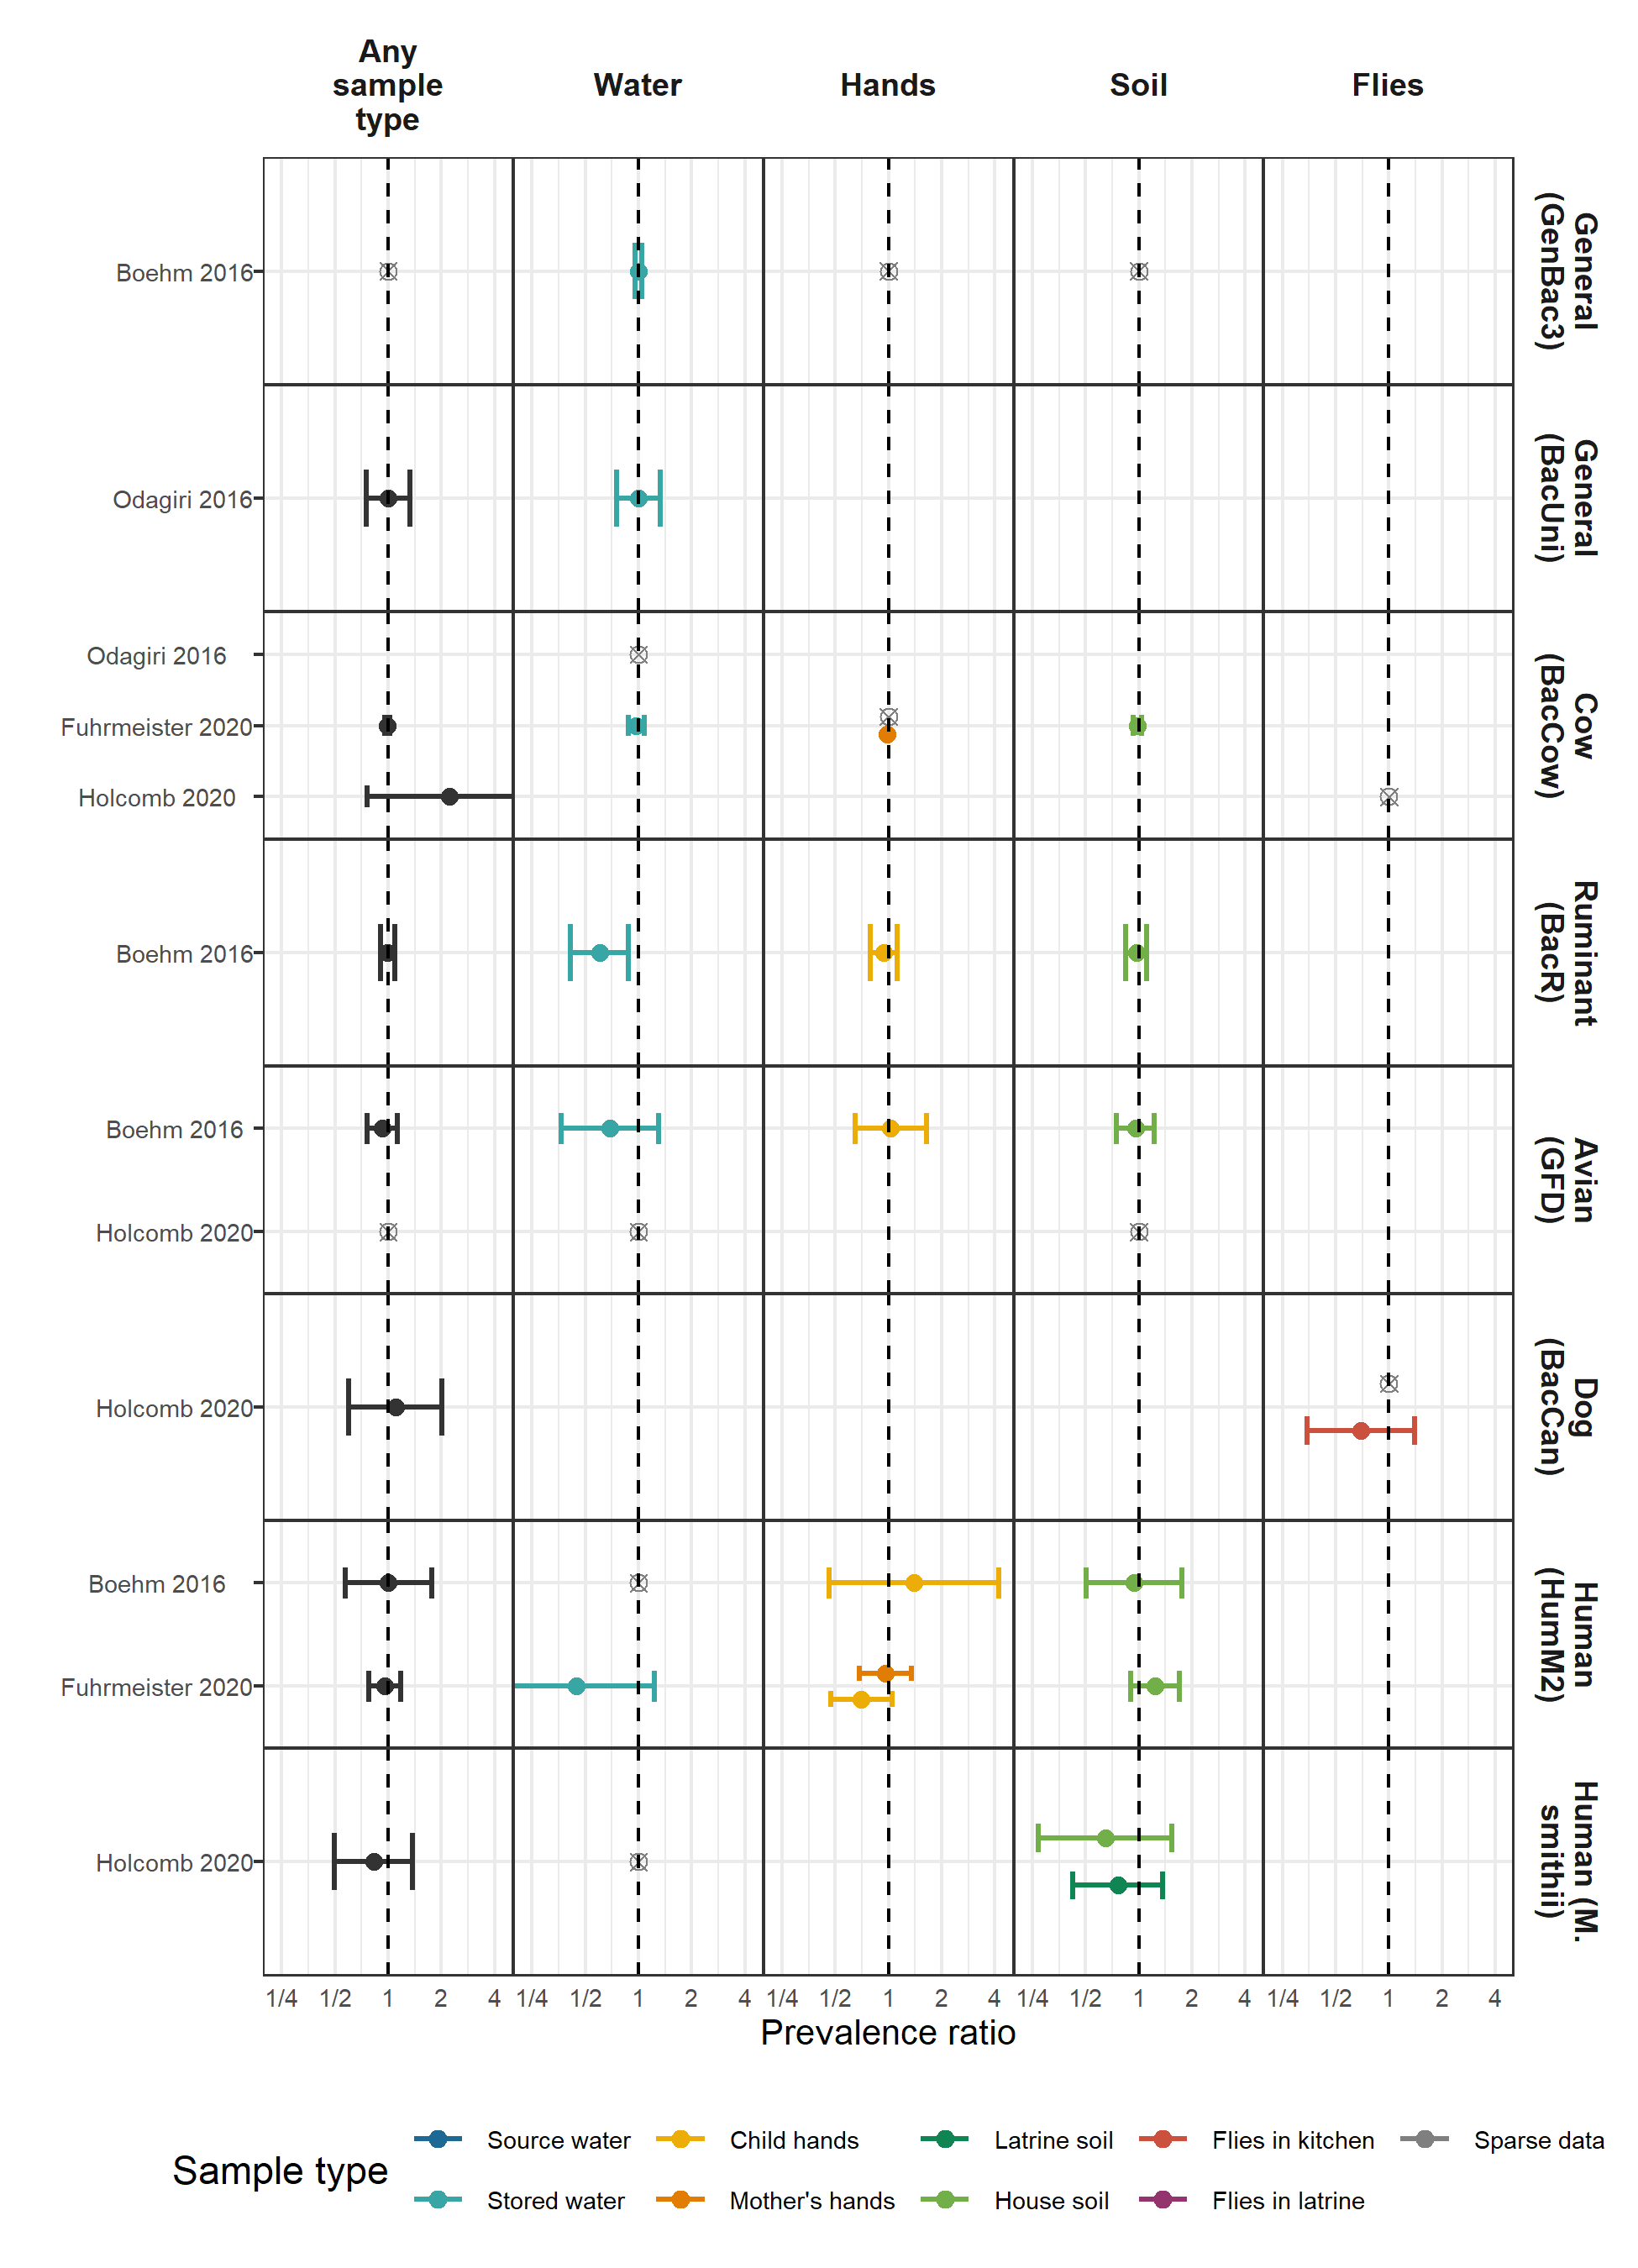 Any
sample
type
Water
Hands
Soil
Flies
Boehm 2016
General
(GenBac3)
Odagiri 2016
General
(BacUni)
Odagiri 2016
Fuhrmeister 2020
Holcomb 2020
Cow
(BacCow)
Boehm 2016
Ruminant
(BacR)
Boehm 2016
Holcomb 2020
Avian
(GFD)
Holcomb 2020
Dog
(BacCan)
Boehm 2016
Fuhrmeister 2020
Human
(HumM2)
Holcomb 2020
Human (M.
smithii)
1/4 1/2 1 2 4 1/4 1/2 1 2 4 1/4 1/2 1 2 4 1/4 1/2 1 2 4 1/4 1/2 1 2 4
Prevalence ratio
Sample type
Source water
Child hands
Latrine soil
Flies in kitchen
Sparse data
Stored water
Mother's hands
House soil
Flies in latrine